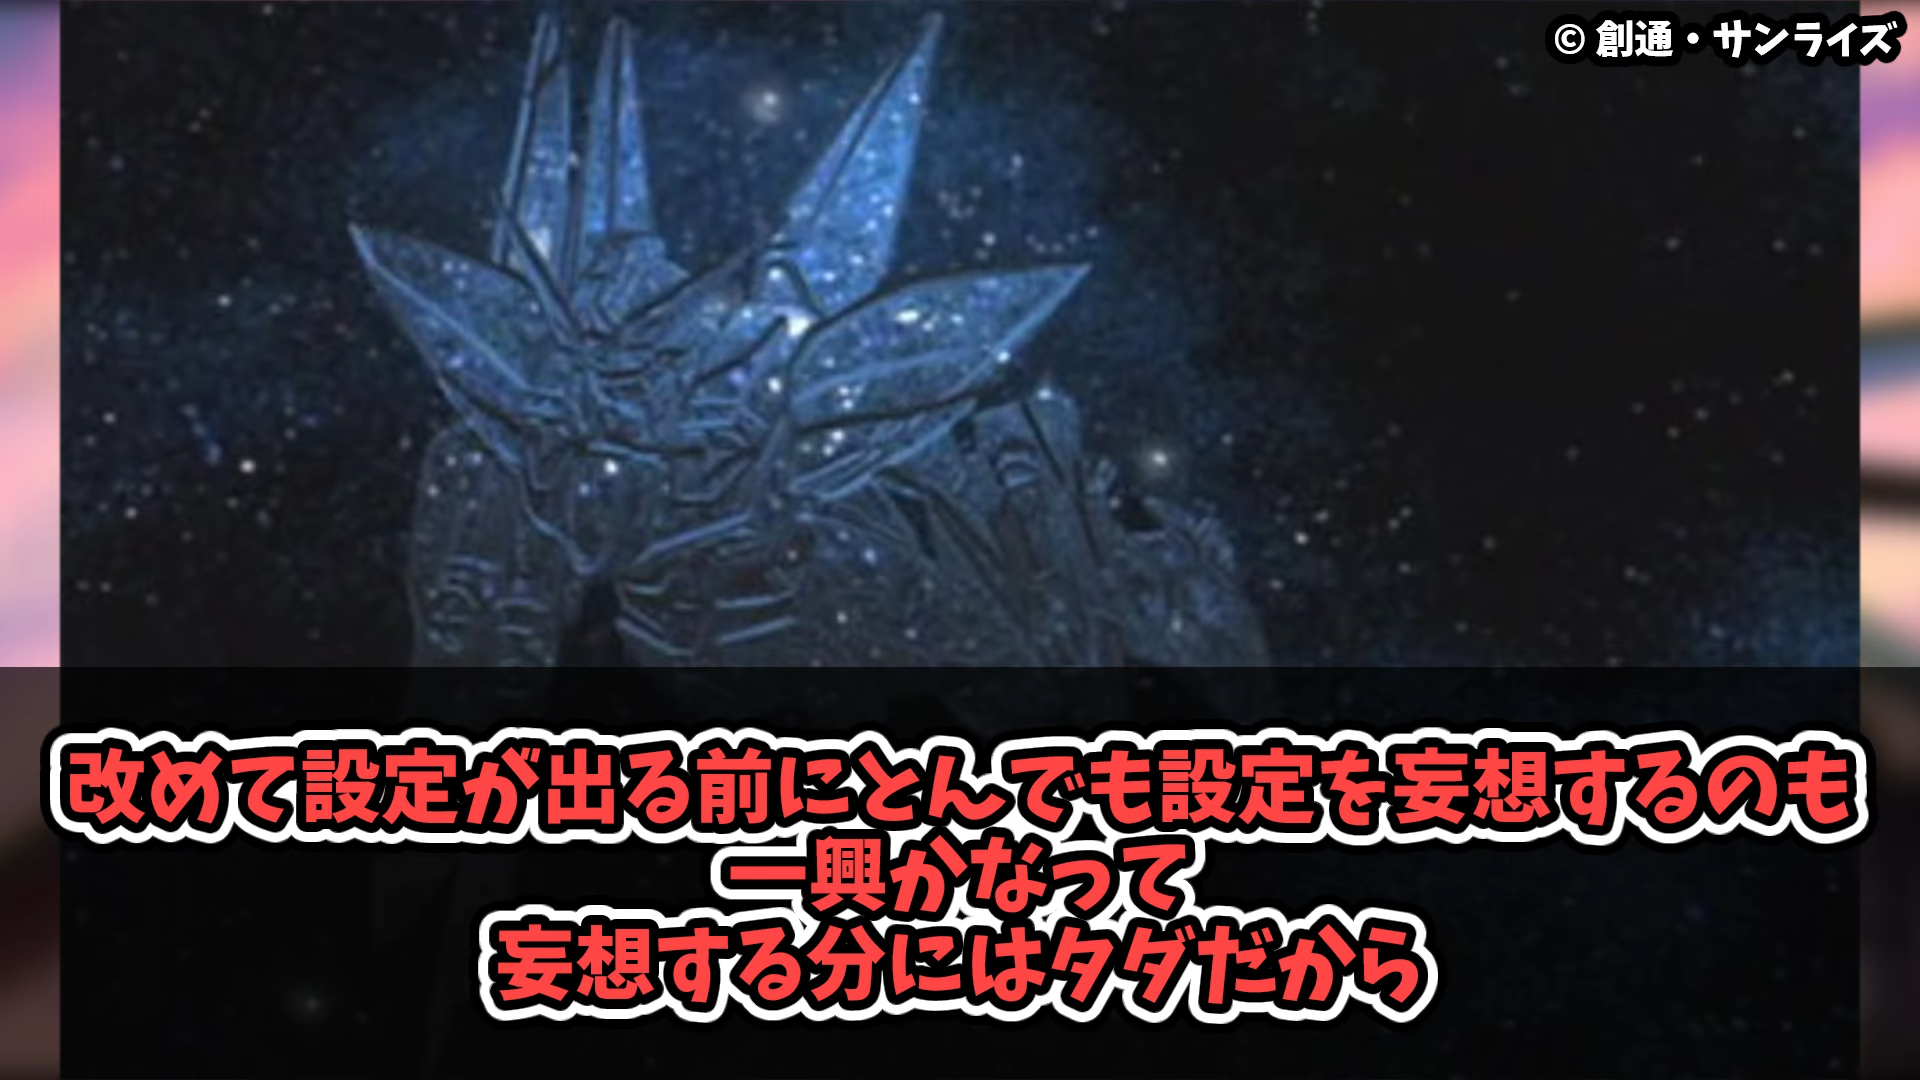 © 創通・サンライズ
改めて設定が出る前にとんでも設定を妄想するのも
一興かなって
妄想する分にはタダだから